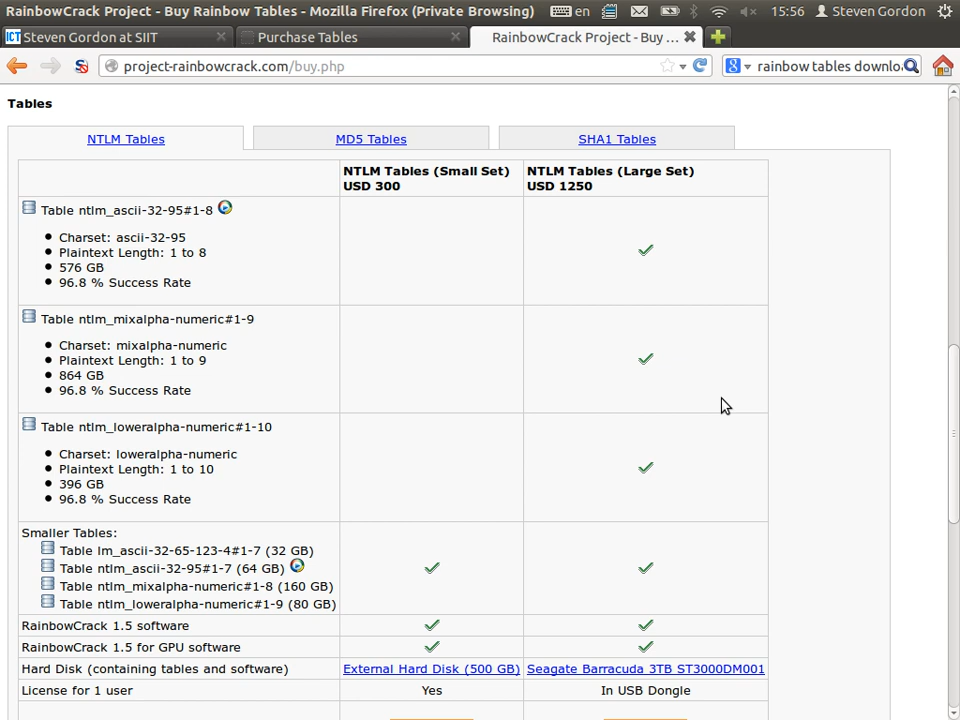 RainbowCrack Project - Buy Rainbow Tables - Mozilla Firefox (Private Browsing)
en
15:56
Steven Gordon
ICT
Steven Gordon at SIIT
Purchase Tables
RainbowCrack Project - Buy ...
project-rainbowcrack.com/buy.php
rainbow tables downlo
Tables
NTLM Tables
MD5 Tables
SHA1 Tables
NTLM Tables (Small Set)
USD 300
NTLM Tables (Large Set)
USD 1250
Table ntlm_ascii-32-95#1-8
Charset: ascii-32-95
Plaintext Length: 1 to 8
576 GB
96.8 % Success Rate
Table ntlm_mixalpha-numeric#1-9
Charset: mixalpha-numeric
Plaintext Length: 1 to 9
864 GB
96.8 % Success Rate
Table ntlm_loweralpha-numeric#1-10
Charset: loweralpha-numeric
Plaintext Length: 1 to 10
396 GB
96.8 % Success Rate
Smaller Tables:
Table lm_ascii-32-65-123-4#1-7 (32 GB)
Table ntlm_ascii-32-95#1-7 (64 GB)
Table ntlm_mixalpha-numeric#1-8 (160 GB)
Table ntlm_loweralpha-numeric#1-9 (80 GB)
RainbowCrack 1.5 software
RainbowCrack 1.5 for GPU software
Hard Disk (containing tables and software)
External Hard Disk (500 GB)
Seagate Barracuda 3TB ST3000DM001
License for 1 user
Yes
In USB Dongle